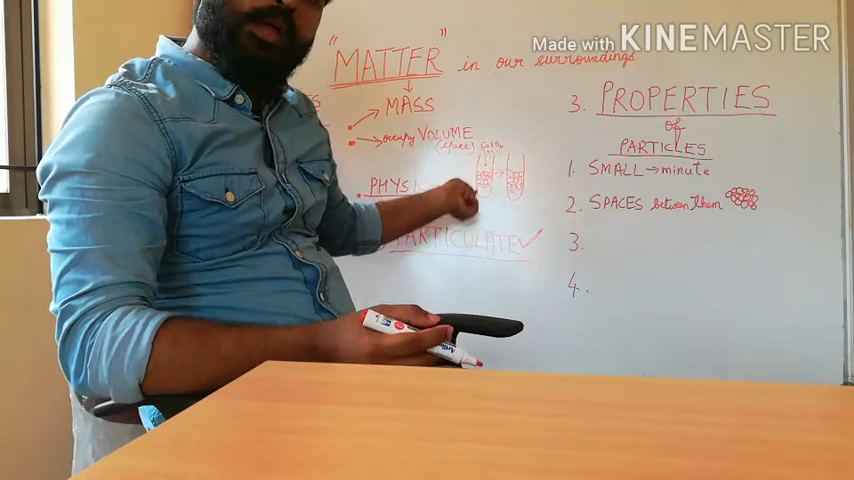 Made with KINEMASTER
"MATTER" in our surroundings
MASS
occupy VOLUME
(space)
PARTICULATE ✓
3. PROPERTIES
of
PARTICLES
1. SMALL → minute
2. SPACES between them
3.
4.